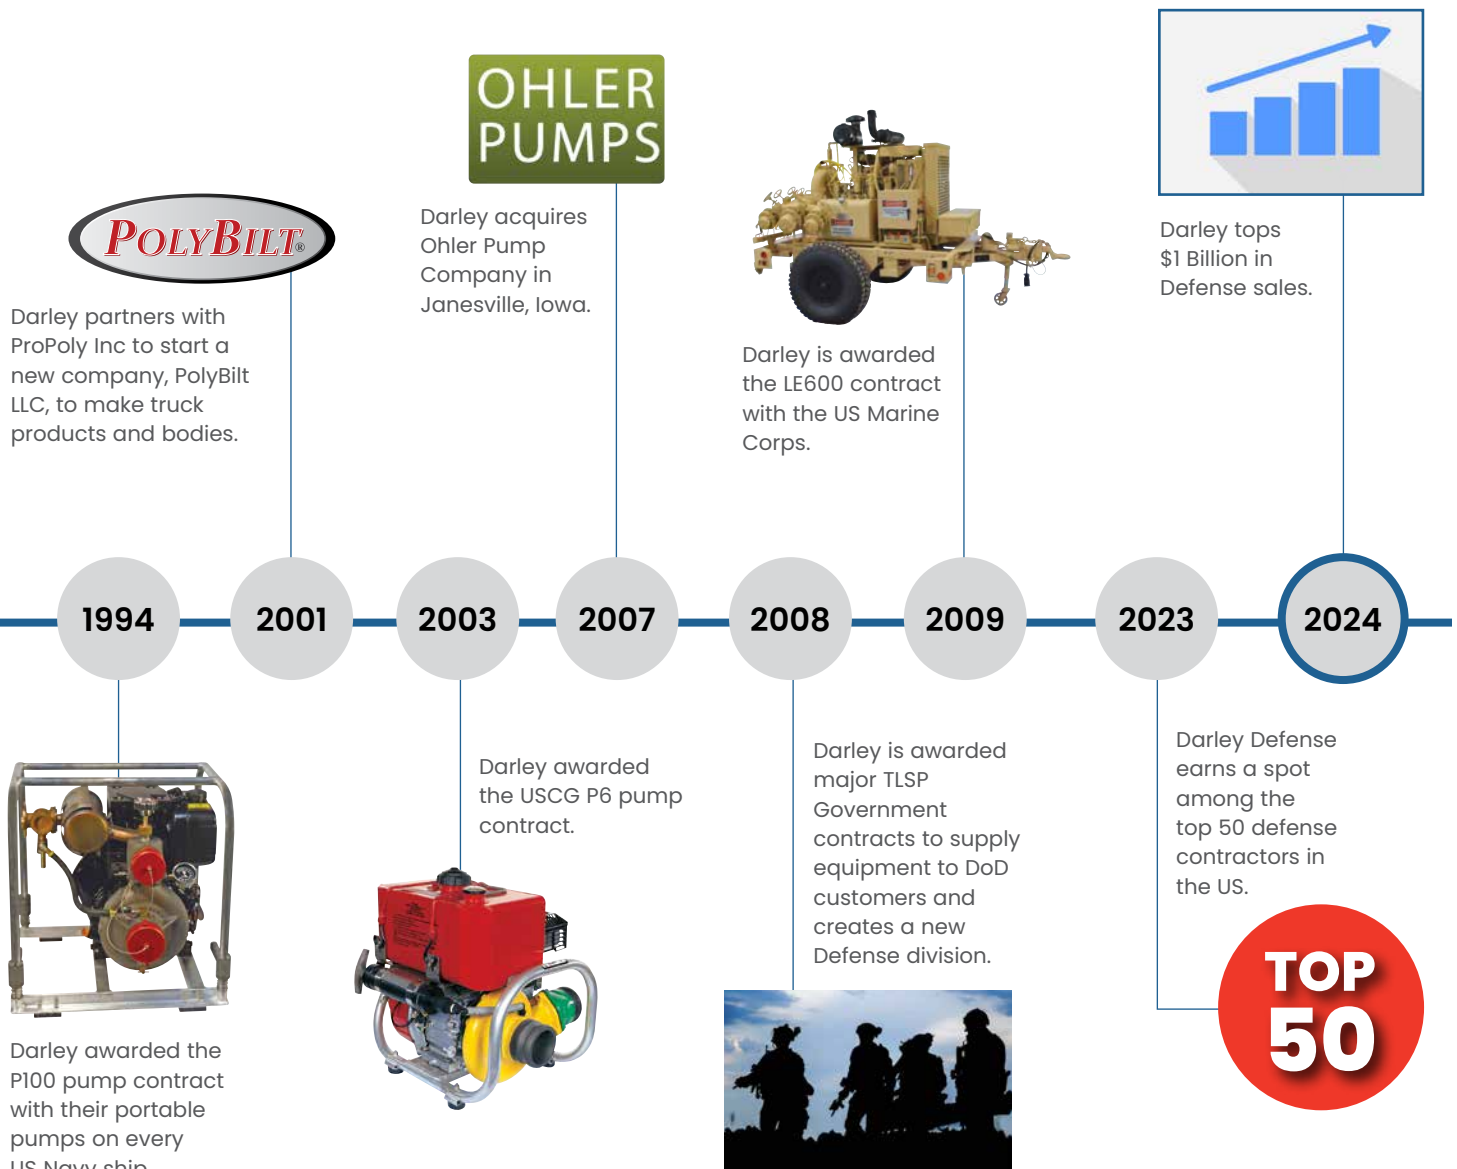 OHLER
PUMPS
POLYBILT®
Darley acquires
Ohler Pump
Company in
Janesville, Iowa.
Darley tops
$1 Billion in
Defense sales.
Darley partners with
ProPoly Inc to start a
new company, PolyBilt
LLC, to make truck
products and bodies.
Darley is awarded
the LE600 contract
with the US Marine
Corps.
1994
2001
2003
2007
2008
2009
2023
2024
Darley awarded the
P100 pump contract
with their portable
pumps on every
US Navy ship
Darley awarded
the USCG P6 pump
contract.
Darley is awarded
major TLSP
Government
contracts to supply
equipment to DoD
customers and
creates a new
Defense division.
Darley Defense
earns a spot
among the
top 50 defense
contractors in
the US.
TOP
50